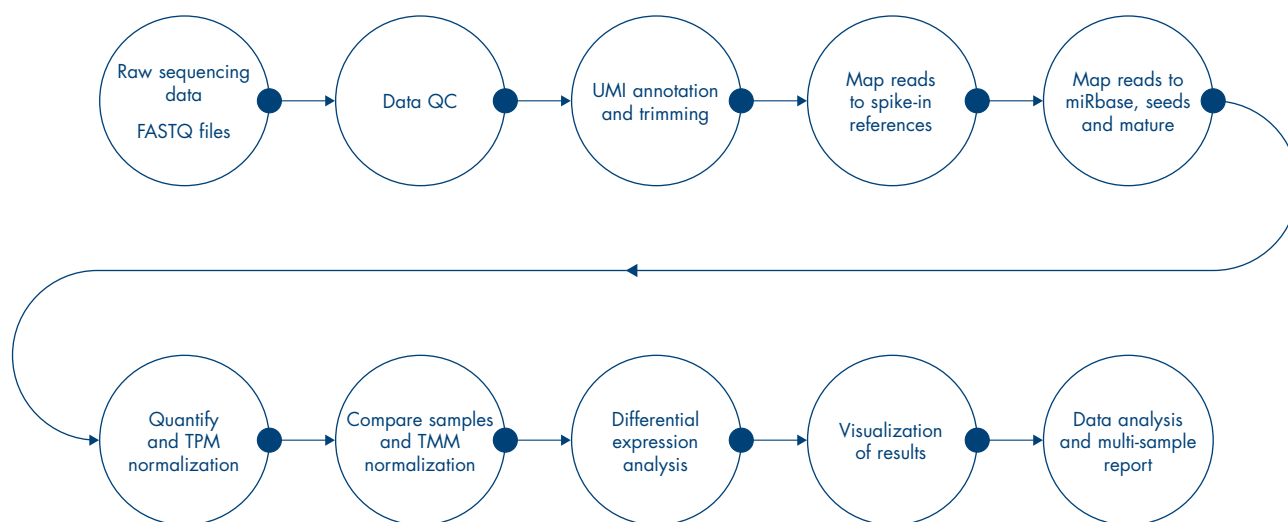 Raw sequencing
data
FASTQ files
Data QC
UMI annotation
and trimming
Map reads
to spike-in
references
Map reads to
miRbase, seeds
and mature
Quantify
and TPM
normalization
Compare samples
and TMM
normalization
Differential
expression
analysis
Visualization
of results
Data analysis
and multi-sample
report